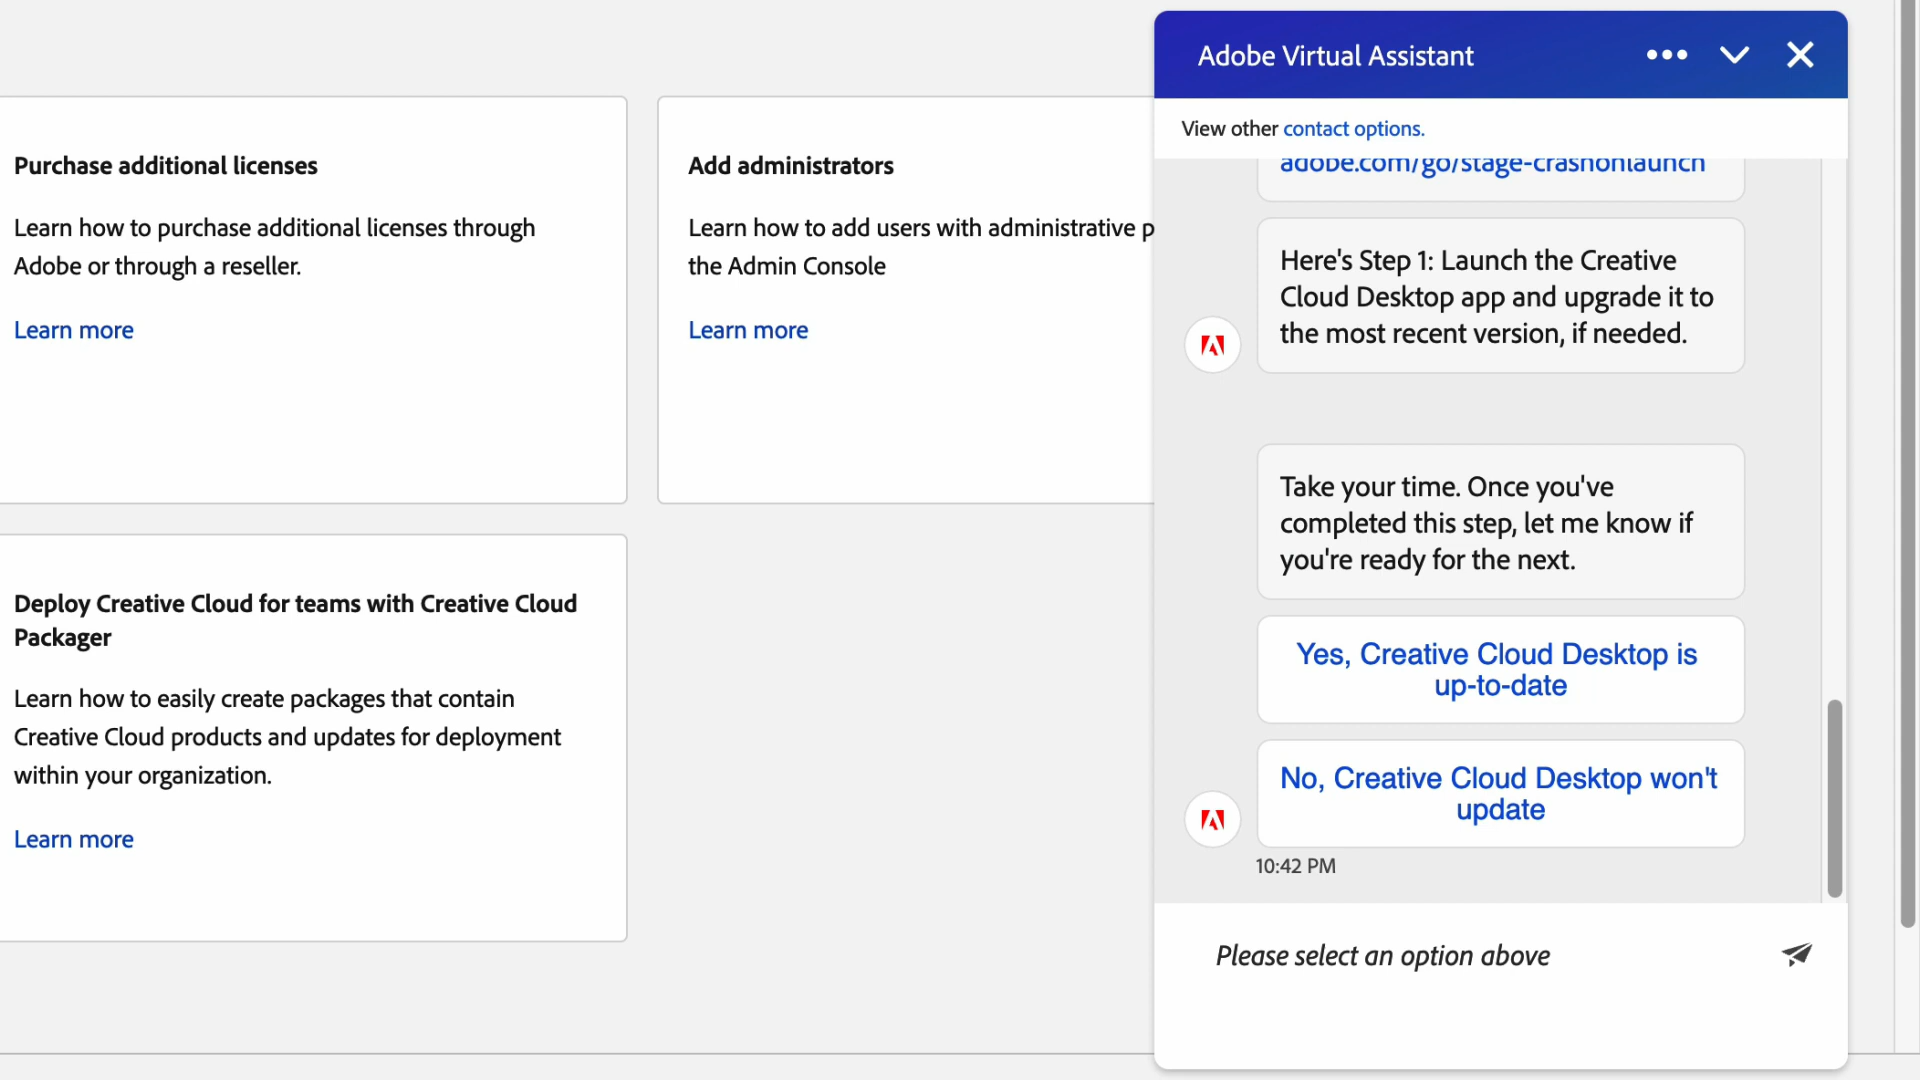 Purchase additional licenses
Learn how to purchase additional licenses through
Adobe or through a reseller.
Learn more
Add administrators
Learn how to add users with administrative p
the Admin Console
Learn more
Deploy Creative Cloud for teams with Creative Cloud
Packager
Learn how to easily create packages that contain
Creative Cloud products and updates for deployment
within your organization.
Learn more
Adobe Virtual Assistant
View other contact options.
adobe.com/go/stage-crashonlaunch
Here's Step 1: Launch the Creative
Cloud Desktop app and upgrade it to
the most recent version, if needed.
Take your time. Once you've
completed this step, let me know if
you're ready for the next.
Yes, Creative Cloud Desktop is
up-to-date
No, Creative Cloud Desktop won't
update
10:42 PM
Please select an option above